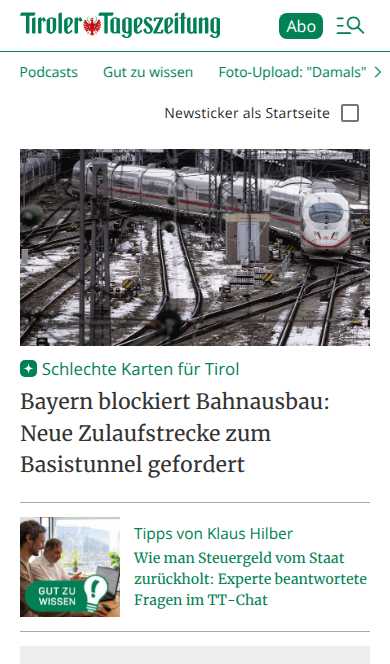 Tiroler Tageszeitung
Abo
Podcasts Gut zu wissen Foto-Upload: "Damals"
Newsticker als Startseite
Schlechte Karten für Tirol
Bayern blockiert Bahnausbau:
Neue Zulaufstrecke zum
Basistunnel gefordert
GUT ZU
WISSEN
Tipps von Klaus Hilber
Wie man Steuergeld vom Staat
zurückholt: Experte beantwortete
Fragen im TT-Chat